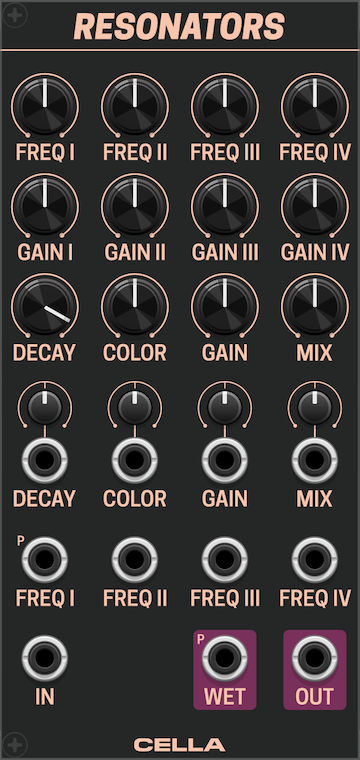 RESONATORS
FREQ I FREQ II FREQ III FREQ IV
GAIN I GAIN II GAIN III GAIN IV
DECAY COLOR GAIN MIX
DECAY COLOR GAIN MIX
P
FREQ I FREQ II FREQ III FREQ IV
P
IN WET OUT
CELLA